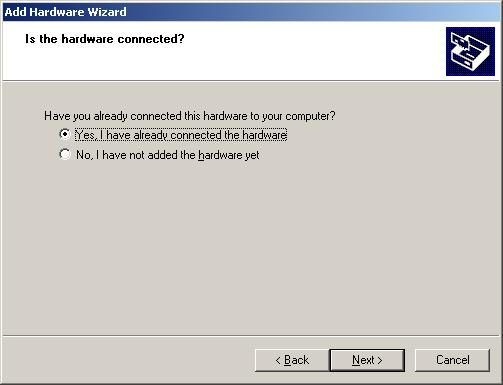 Add Hardware Wizard
Is the hardware connected?
Have you already connected this hardware to your computer?
Yes, I have already connected the hardware
No, I have not added the hardware yet
< Back
Next >
Cancel